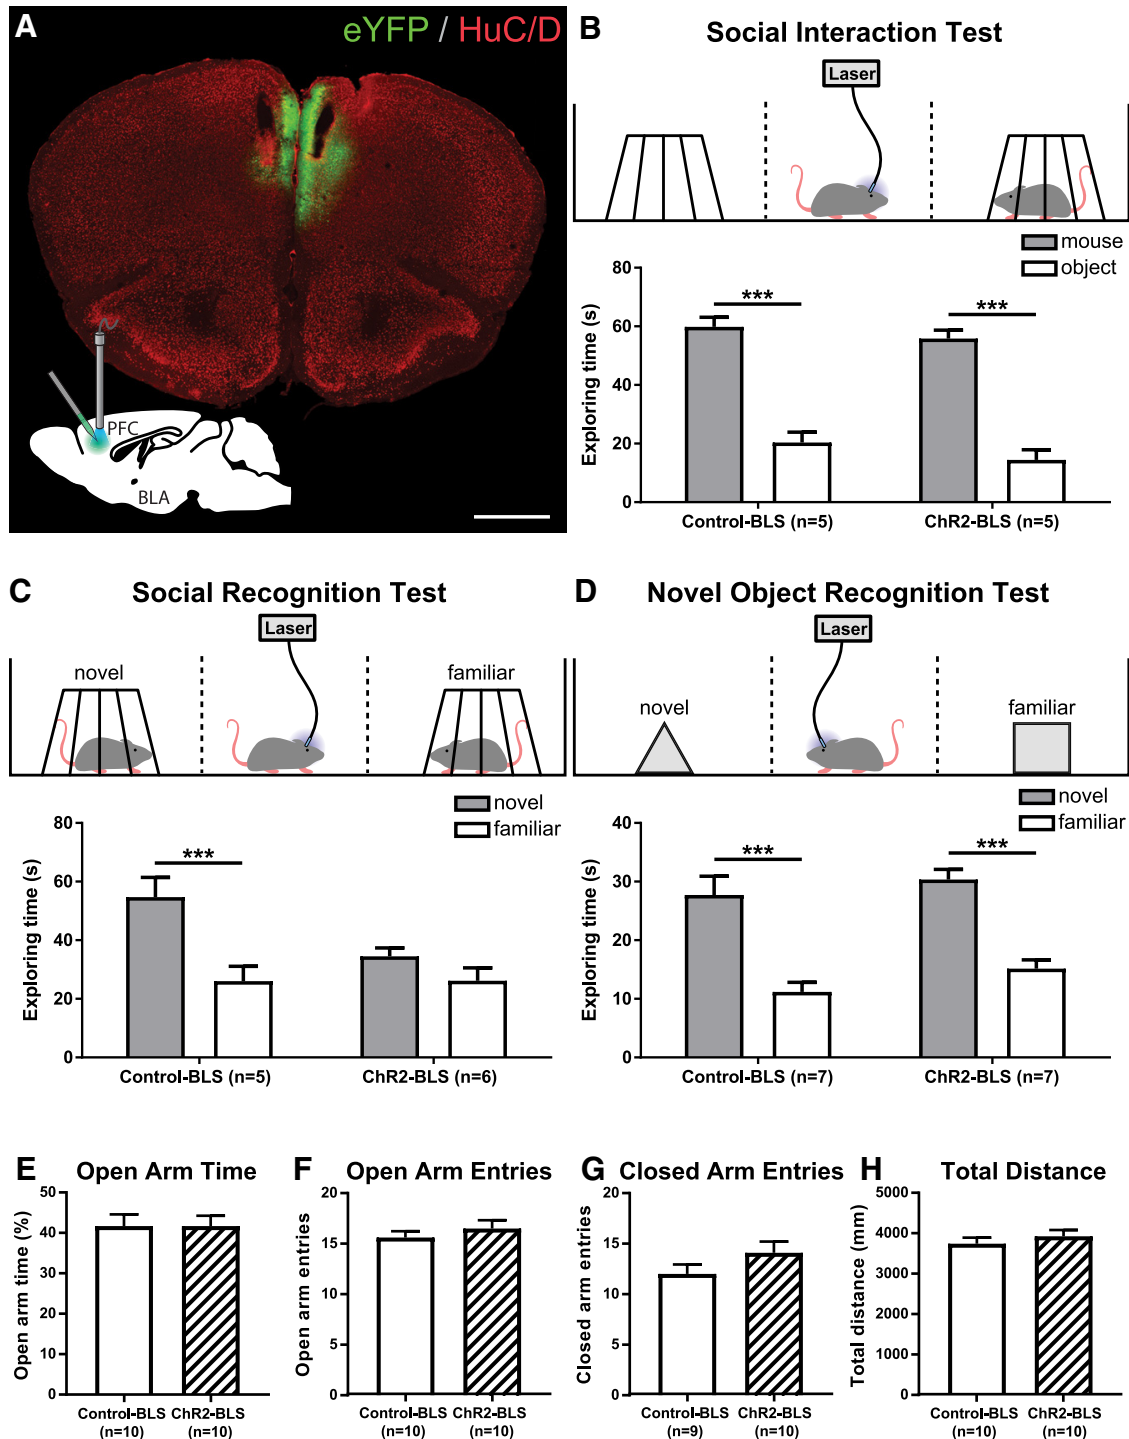 A
eYFP / HuC/D
PFC
BLA
B
Social Interaction Test
Laser
mouse
object
Exploring time (s)
80
60
40
20
0
***
***
Control-BLS (n=5)
ChR2-BLS (n=5)
C
Social Recognition Test
Laser
novel
familiar
novel
familiar
Exploring time (s)
80
60
40
20
0
***
Control-BLS (n=5)
ChR2-BLS (n=6)
D
Novel Object Recognition Test
Laser
novel
familiar
novel
familiar
Exploring time (s)
40
30
20
10
0
***
***
Control-BLS (n=7)
ChR2-BLS (n=7)
E
Open Arm Time
Open arm time (%)
50
40
30
20
10
0
Control-BLS
(n=10)
ChR2-BLS
(n=10)
F
Open Arm Entries
Open arm entries
20
15
10
5
0
Control-BLS
(n=10)
ChR2-BLS
(n=10)
G
Closed Arm Entries
Closed arm entries
20
15
10
5
0
Control-BLS
(n=9)
ChR2-BLS
(n=10)
H
Total Distance
Total distance (mm)
5000
4000
3000
2000
1000
0
Control-BLS
(n=10)
ChR2-BLS
(n=10)